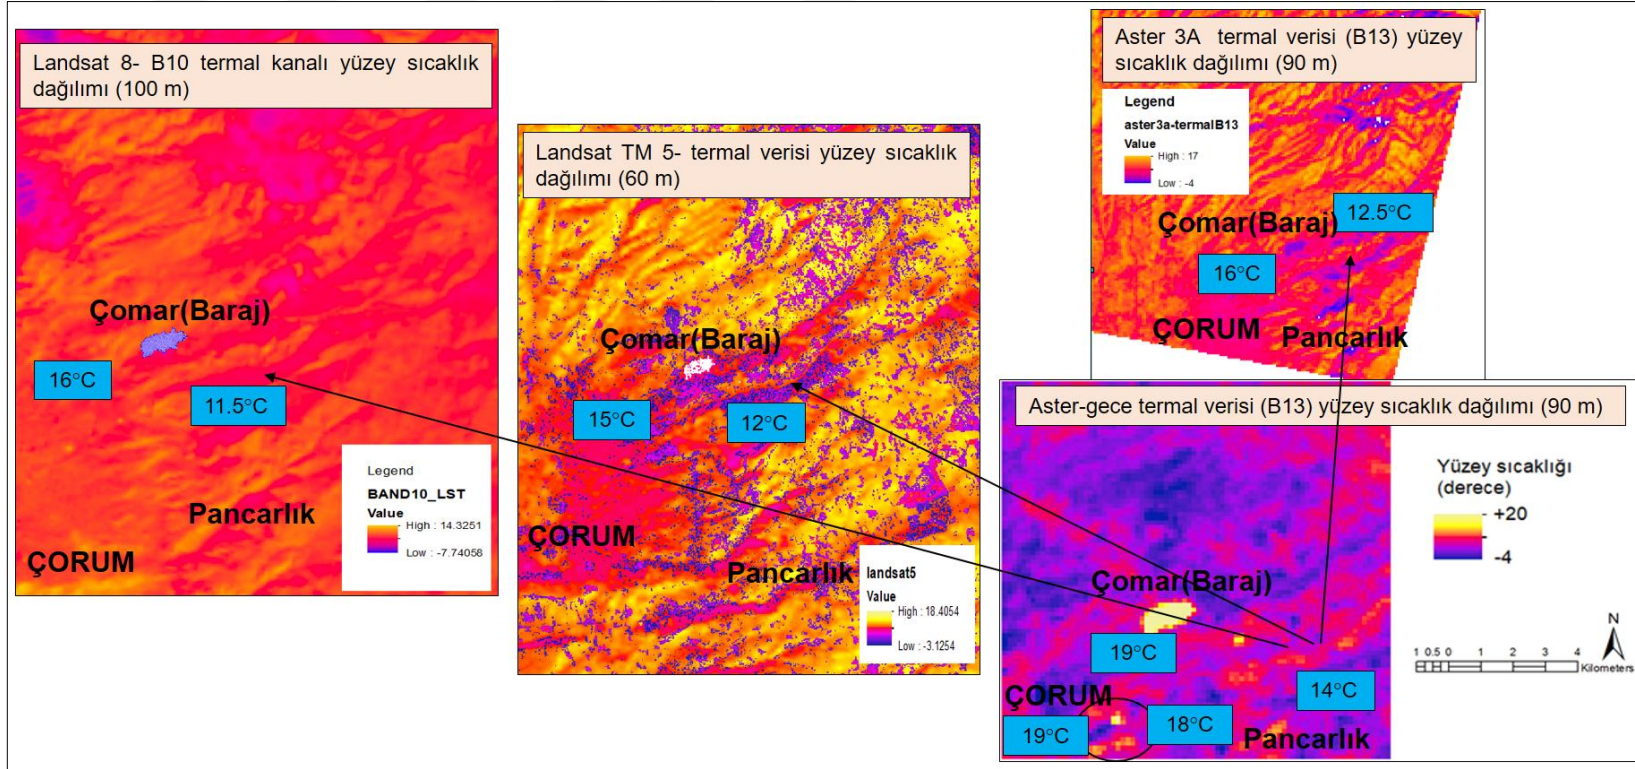 Landsat 8- B10 termal kanalı yüzey sıcaklık
dağılımı (100 m)
Çomar(Baraj)
16°C
11.5°C
Pancarlık
ÇORUM
Legend
BAND10_LST
Value
High : 14.3251
Low : -7.74058
Landsat TM 5- termal verisi yüzey sıcaklık
dağılımı (60 m)
Çomar(Baraj)
15°C
12°C
ÇORUM
Pancarlık
landsat5
Value
High : 18.4054
Low : -3.1254
Aster 3A termal verisi (B13) yüzey
sıcaklık dağılımı (90 m)
Legend
aster3a-termalB13
Value
High : 17
Low : -4
12.5°C
Çomar(Baraj)
16°C
ÇORUM
Pancarlık
Aster-gece termal verisi (B13) yüzey sıcaklık dağılımı (90 m)
Yüzey sıcaklığı
(derece)
+20
-4
Çomar(Baraj)
19°C
ÇORUM
14°C
19°C
18°C
Pancarlık
N
1 0.5 0 1 2 3 4
Kilometers